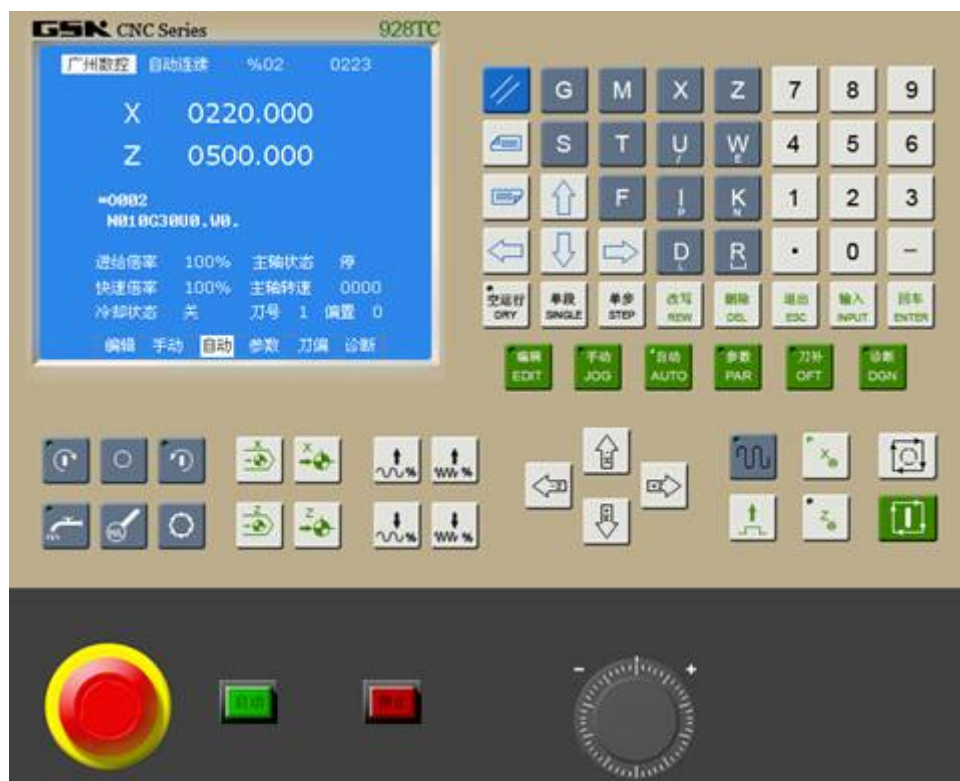 GSK CNC Series 928TC
广州数控 自动连续 %02 0223
X 0220.000
Z 0500.000
*O002
N010G30U0.W0.
进给倍率 100% 主轴状态 停
快速倍率 100% 主轴转速 0000
冷却状态 关 刀号 1 偏置 0
编辑 手动 自动 参数 刀偏 诊断
G M X Z 7 8 9
S T U / W E 4 5 6
F I P K N 1 2 3
D L R . 0 -
空运行 单段 单步 改写 删除 退出 输入 回车
DRY SINGLE STEP REW DEL ESC INPUT ENTER
编辑 手动 自动 参数 刀补 诊断
EDIT JOG AUTO PAR OFT DGN
X X % %
X
Z Z % %
Z
启动 停止
- +